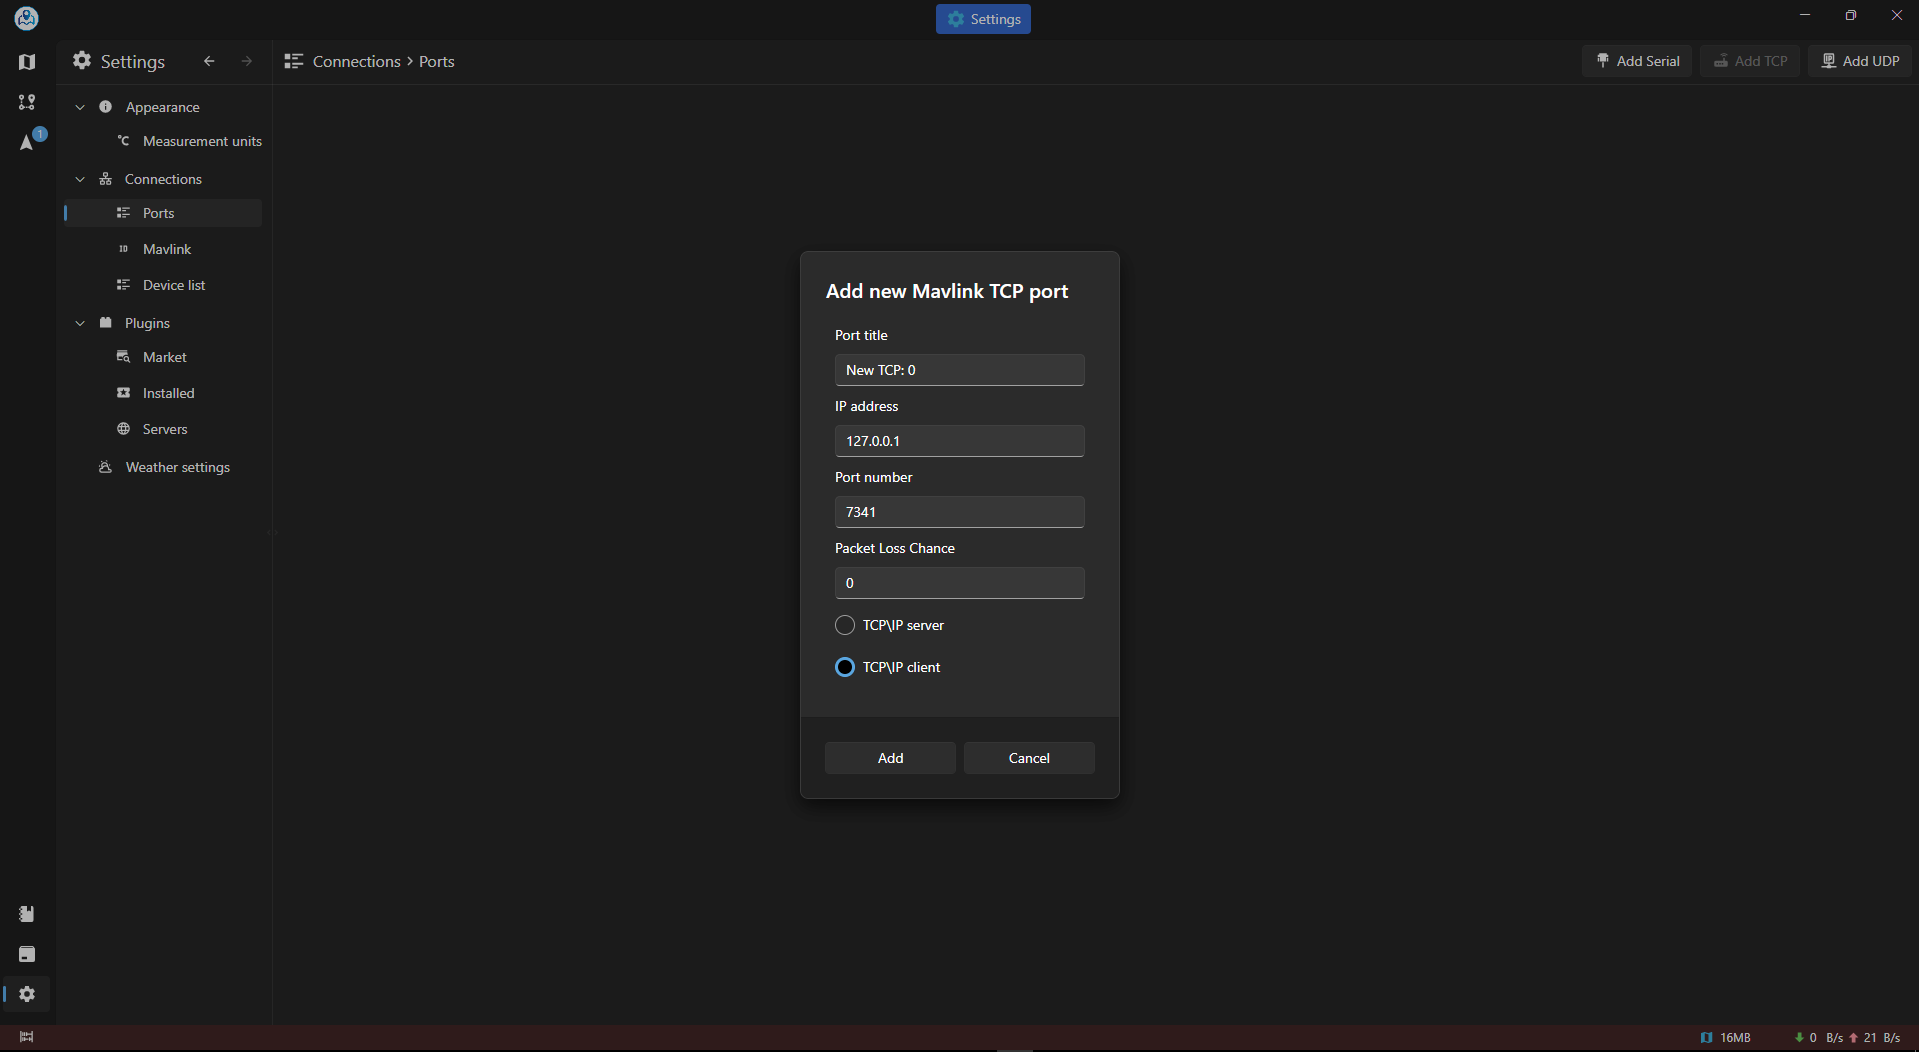 Settings
Settings
Connections > Ports
Add Serial
Add TCP
Add UDP
1
Appearance
°C Measurement units
Connections
Ports
ID Mavlink
Device list
Plugins
Market
Installed
Servers
Weather settings
Add new Mavlink TCP port
Port title
New TCP: 0
IP address
127.0.0.1
Port number
7341
Packet Loss Chance
0
TCP\IP server
TCP\IP client
Add
Cancel
16MB
0 B/s 21 B/s